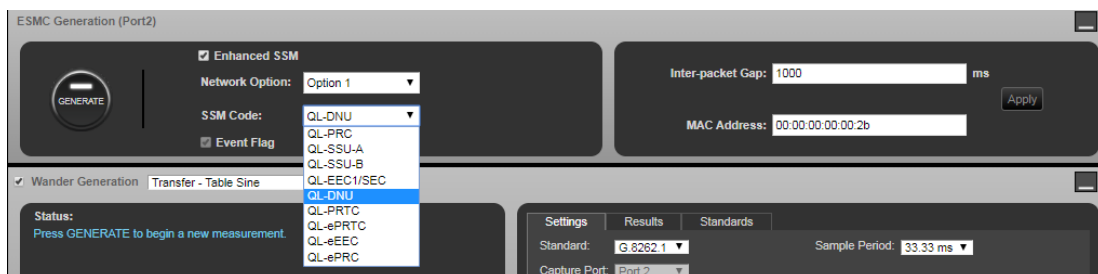 ESMC Generation (Port2)
GENERATE
Enhanced SSM
Network Option: Option 1
SSM Code: QL-DNU
Event Flag
QL-PRC
QL-SSU-A
QL-SSU-B
QL-EEC1/SEC
QL-DNU
QL-PRTC
QL-ePRTC
QL-eEEC
QL-ePRC
Inter-packet Gap: 1000 ms
Apply
MAC Address: 00:00:00:00:00:2b
Wander Generation Transfer - Table Sine
Status:
Press GENERATE to begin a new measurement.
Settings Results Standards
Standard: G.8262.1 Sample Period: 33.33 ms
Capture Port: Port 2